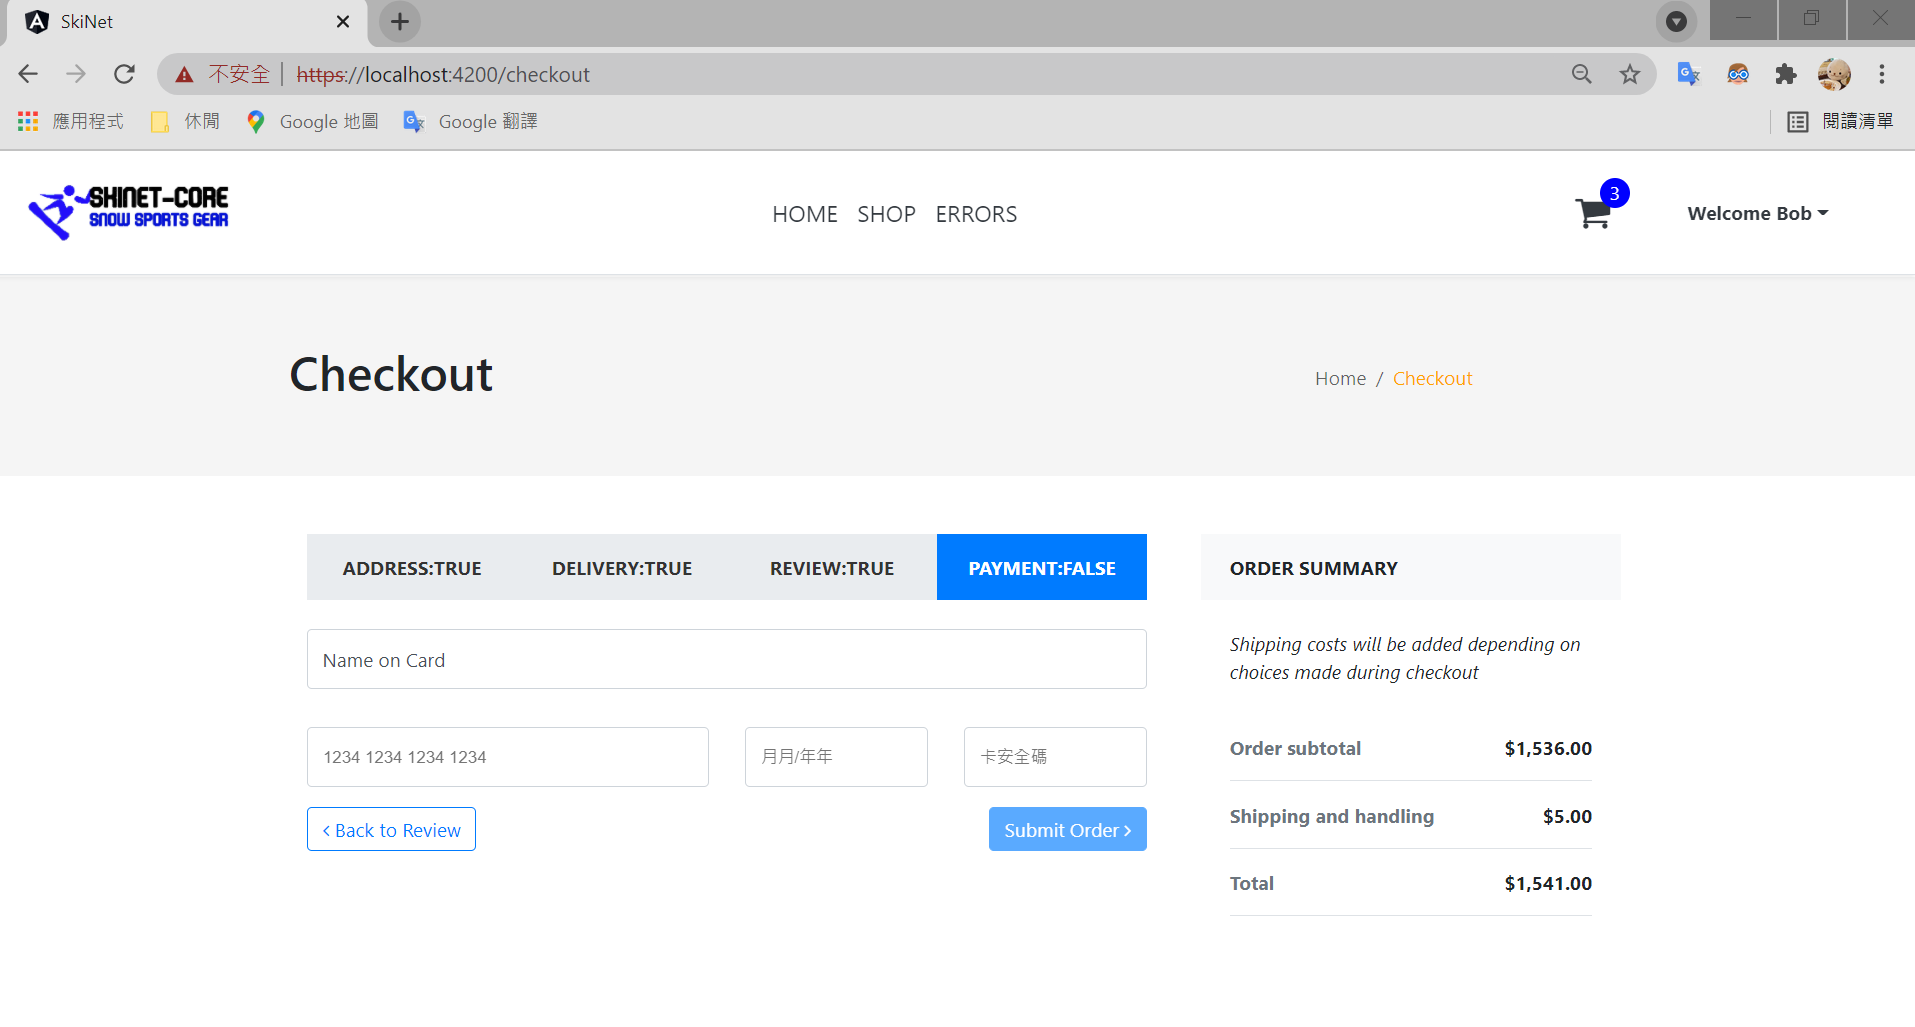 SkiNet
不安全 https://localhost:4200/checkout
應用程式 休閒 Google 地圖 Google 翻譯 閱讀清單
SHINET-CORE
SNOW SPORTS GEAR
HOME SHOP ERRORS
3
Welcome Bob
Checkout
Home / Checkout
ADDRESS:TRUE DELIVERY:TRUE REVIEW:TRUE PAYMENT:FALSE
Name on Card
1234 1234 1234 1234 月月/年年 卡安全碼
Back to Review Submit Order
ORDER SUMMARY
Shipping costs will be added depending on
choices made during checkout
Order subtotal $1,536.00
Shipping and handling $5.00
Total $1,541.00